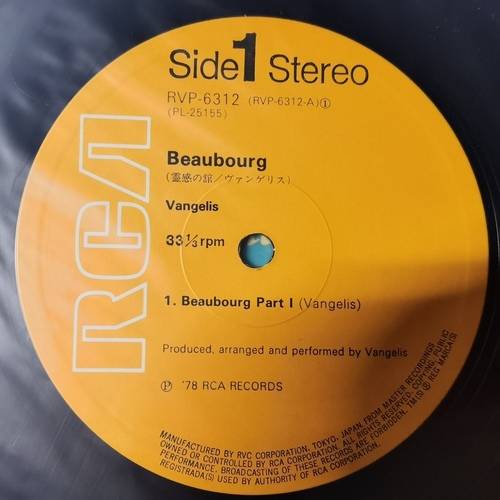 Side 1 Stereo
RVP-6312 (RVP-6312-A)①
(PL-25155)
Beaubourg
(霊感の館／ヴァンゲリス)
Vangelis
33⅓rpm
1. Beaubourg Part I (Vangelis)
Produced, arranged and performed by Vangelis
Ⓟ '78 RCA RECORDS
RCA
MANUFACTURED BY RVC CORPORATION, TOKYO, JAPAN, FROM MASTER RECORDINGS
OWNED OR CONTROLLED BY RCA CORPORATION. ALL RIGHTS RESERVED, COPYING, PUBLIC
PERFORMANCE, BROADCASTING OF THESE RECORDS ARE FORBIDDEN. TM(S) ® REG. MARCA(S)
REGISTRADA(S) USED BY AUTHORITY OF RCA CORPORATION.